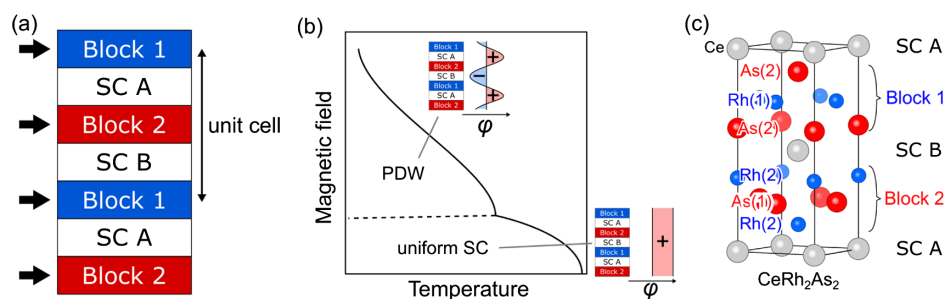 (a)
Block 1
SC A
Block 2
SC B
Block 1
SC A
Block 2
unit cell
(b)
Magnetic field
Temperature
Block 1
SC A
Block 2
SC B
Block 1
SC A
Block 2
+
−
+
φ
PDW
uniform SC
Block 1
SC A
Block 2
SC B
Block 1
SC A
Block 2
+
φ
(c)
Ce
SC A
As(2)
Rh(1)
Block 1
As(2)
SC B
Rh(2)
As(1)
Block 2
Rh(2)
SC A
CeRh₂As₂